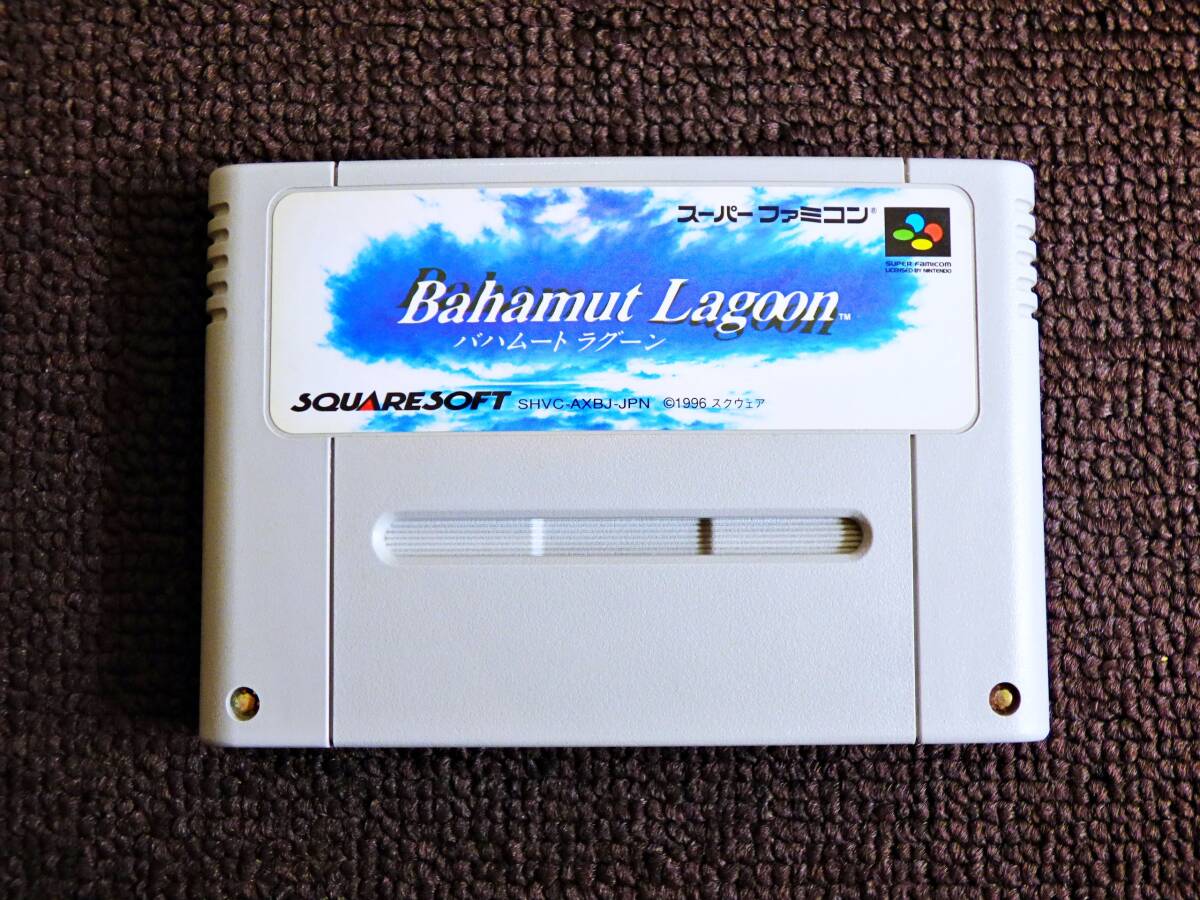 スーパーファミコン®
SUPER FAMICOM
LICENSED BY NINTENDO
Bahamut Lagoon™
バハムート ラグーン
SQUARESOFT SHVC-AXBJ-JPN ©1996 スクウェア